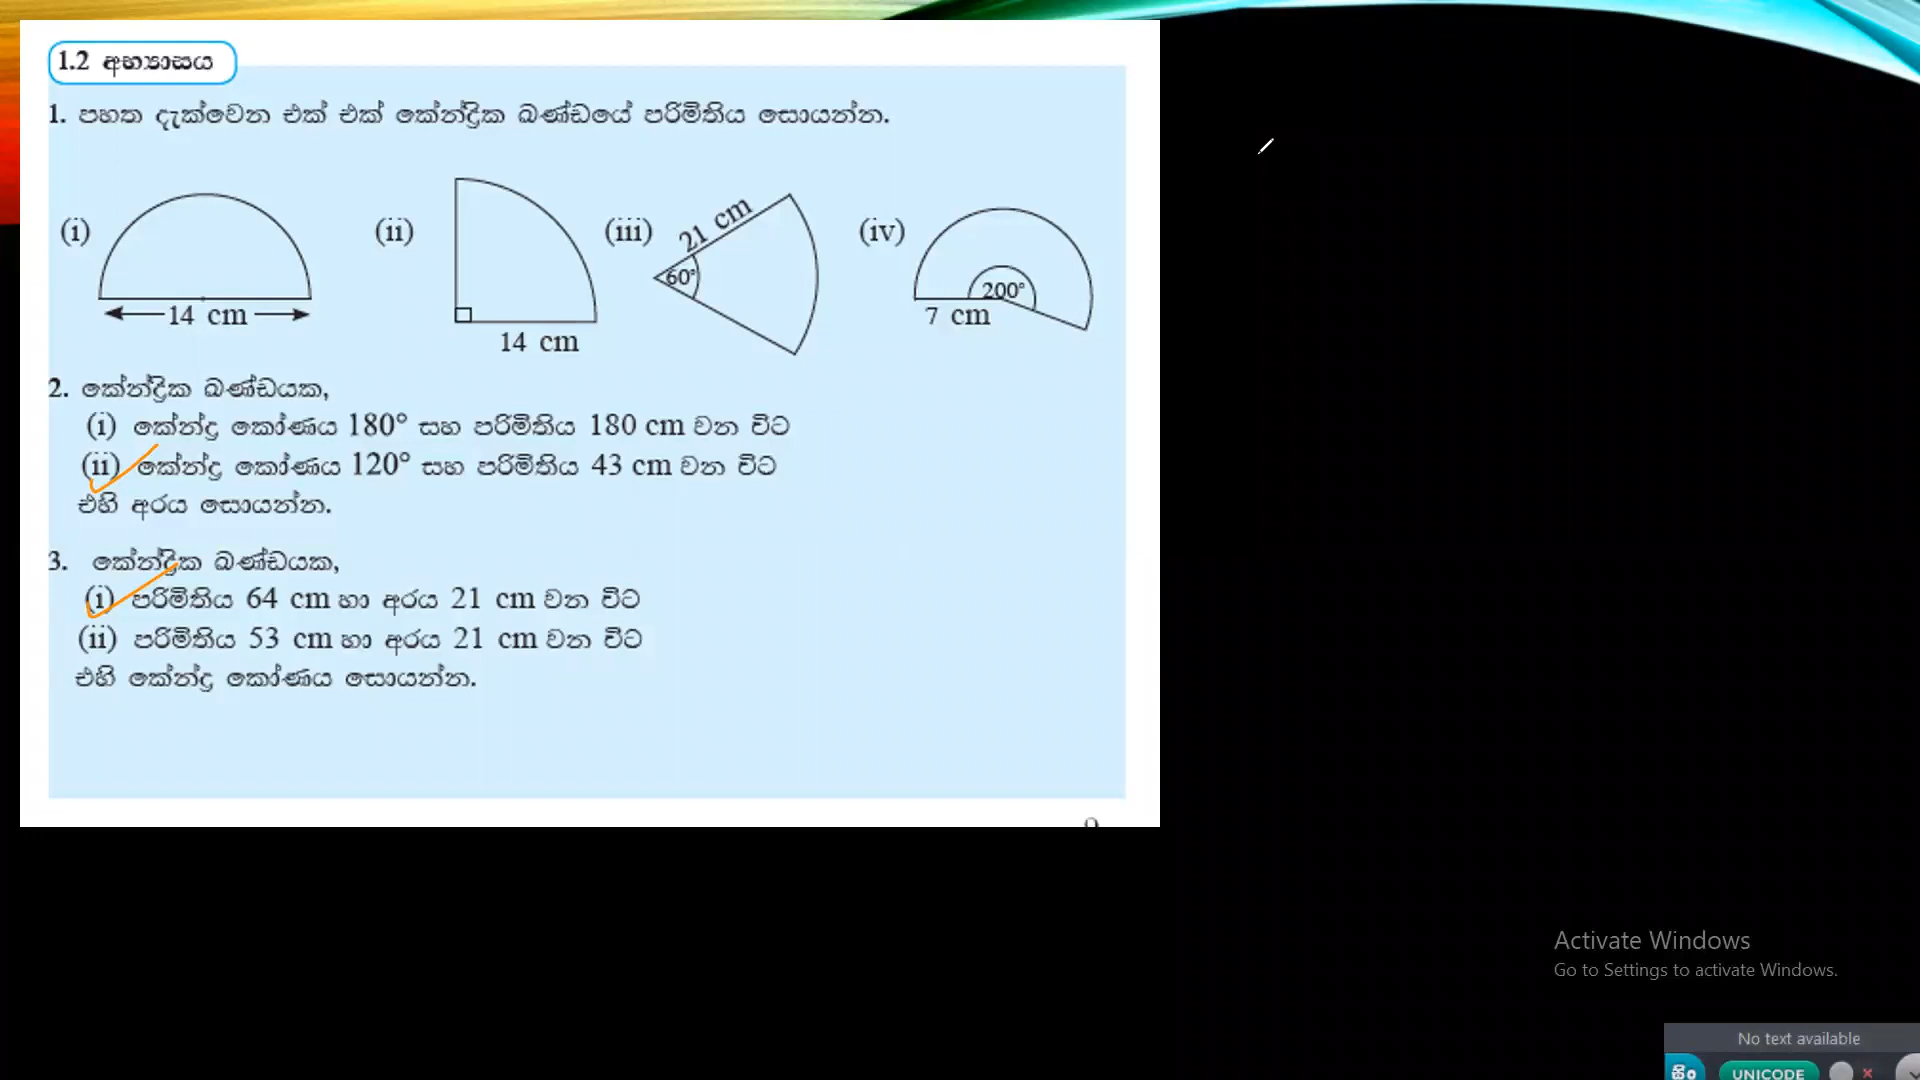 1.2 අභ්‍යාසය
1. පහත දැක්වෙන එක් එක් කේන්ද්‍රික ඛණ්ඩයේ පරිමිතිය සොයන්න.
(i) (ii) (iii) (iv)
14 cm
14 cm
21 cm
60°
200°
7 cm
2. කේන්ද්‍රික ඛණ්ඩයක,
(i) කේන්ද්‍ර කෝණය 180° සහ පරිමිතිය 180 cm වන විට
(ii) කේන්ද්‍ර කෝණය 120° සහ පරිමිතිය 43 cm වන විට
එහි අරය සොයන්න.
3. කේන්ද්‍රික ඛණ්ඩයක,
(i) පරිමිතිය 64 cm හා අරය 21 cm වන විට
(ii) පරිමිතිය 53 cm හා අරය 21 cm වන විට
එහි කේන්ද්‍ර කෝණය සොයන්න.
Activate Windows
Go to Settings to activate Windows.
No text available
සිං UNICODE